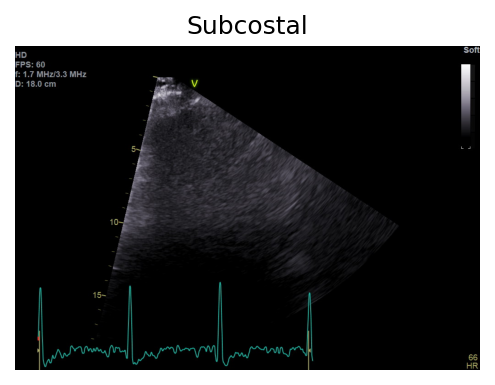 Subcostal
HD
Soft
FPS: 60
f: 1.7 MHz/3.3 MHz
D: 18.0 cm
V
5
10
15
66
HR